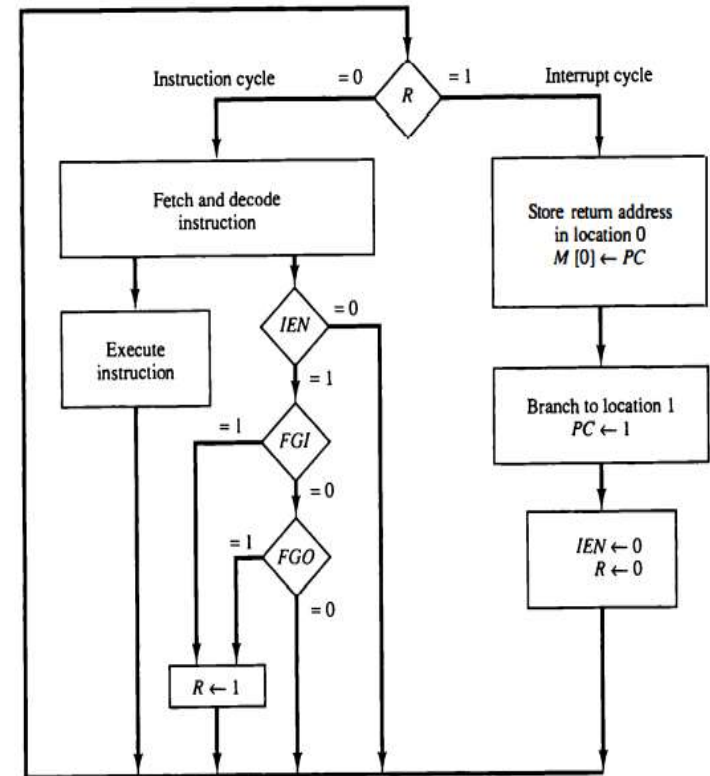 Instruction cycle
= 0
R
= 1
Interrupt cycle
Fetch and decode
instruction
Store return address
in location 0
M [0] ← PC
IEN
= 0
= 1
Execute
instruction
Branch to location 1
PC ← 1
FGI
= 1
= 0
FGO
= 1
= 0
IEN ← 0
R ← 0
R ← 1